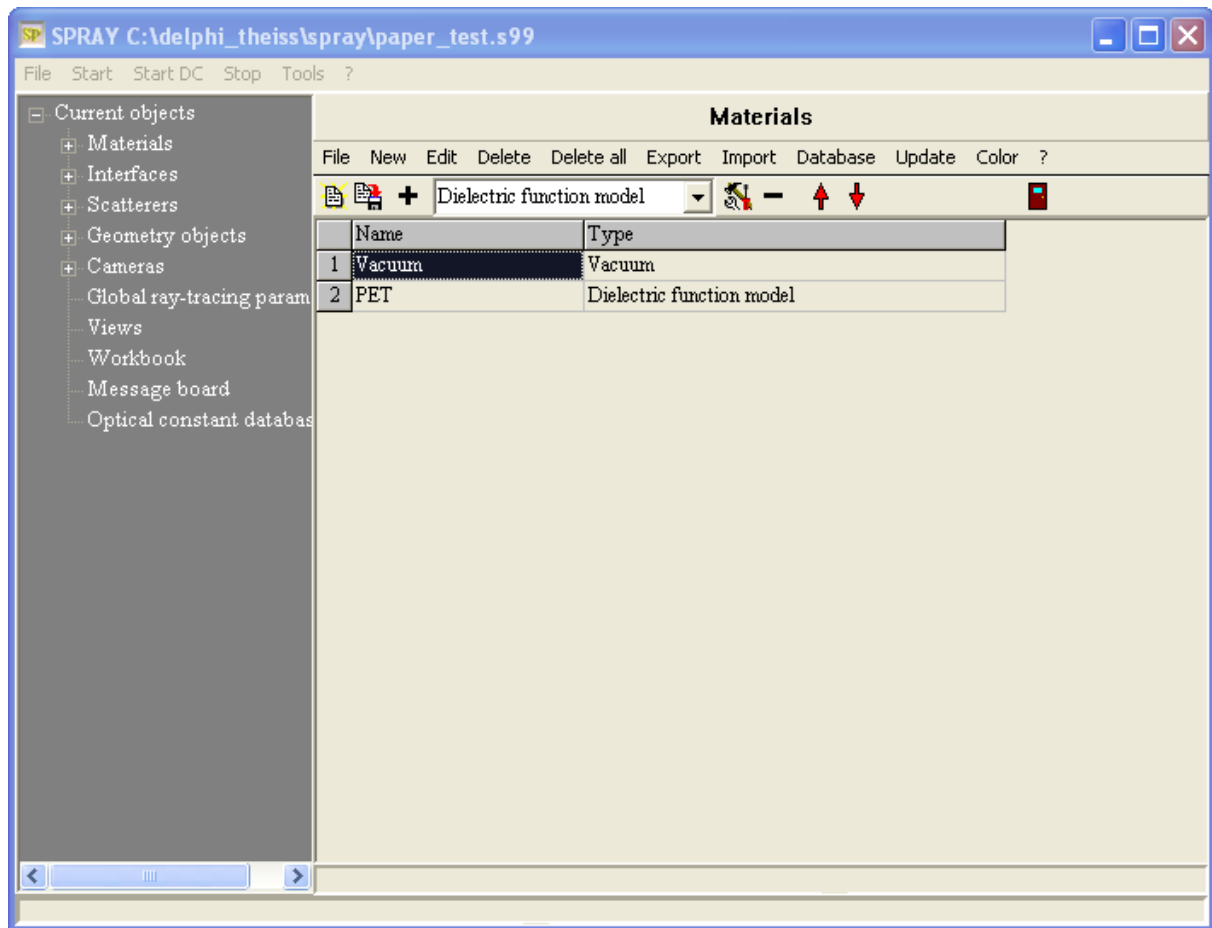 SPRAY C:\delphi_theiss\spray\paper_test.s99
File Start Start DC Stop Tools ?
Current objects
Materials
Interfaces
Scatterers
Geometry objects
Cameras
Global ray-tracing param
Views
Workbook
Message board
Optical constant databas
Materials
File New Edit Delete Delete all Export Import Database Update Color ?
Dielectric function model
Name Type
1 Vacuum Vacuum
2 PET Dielectric function model